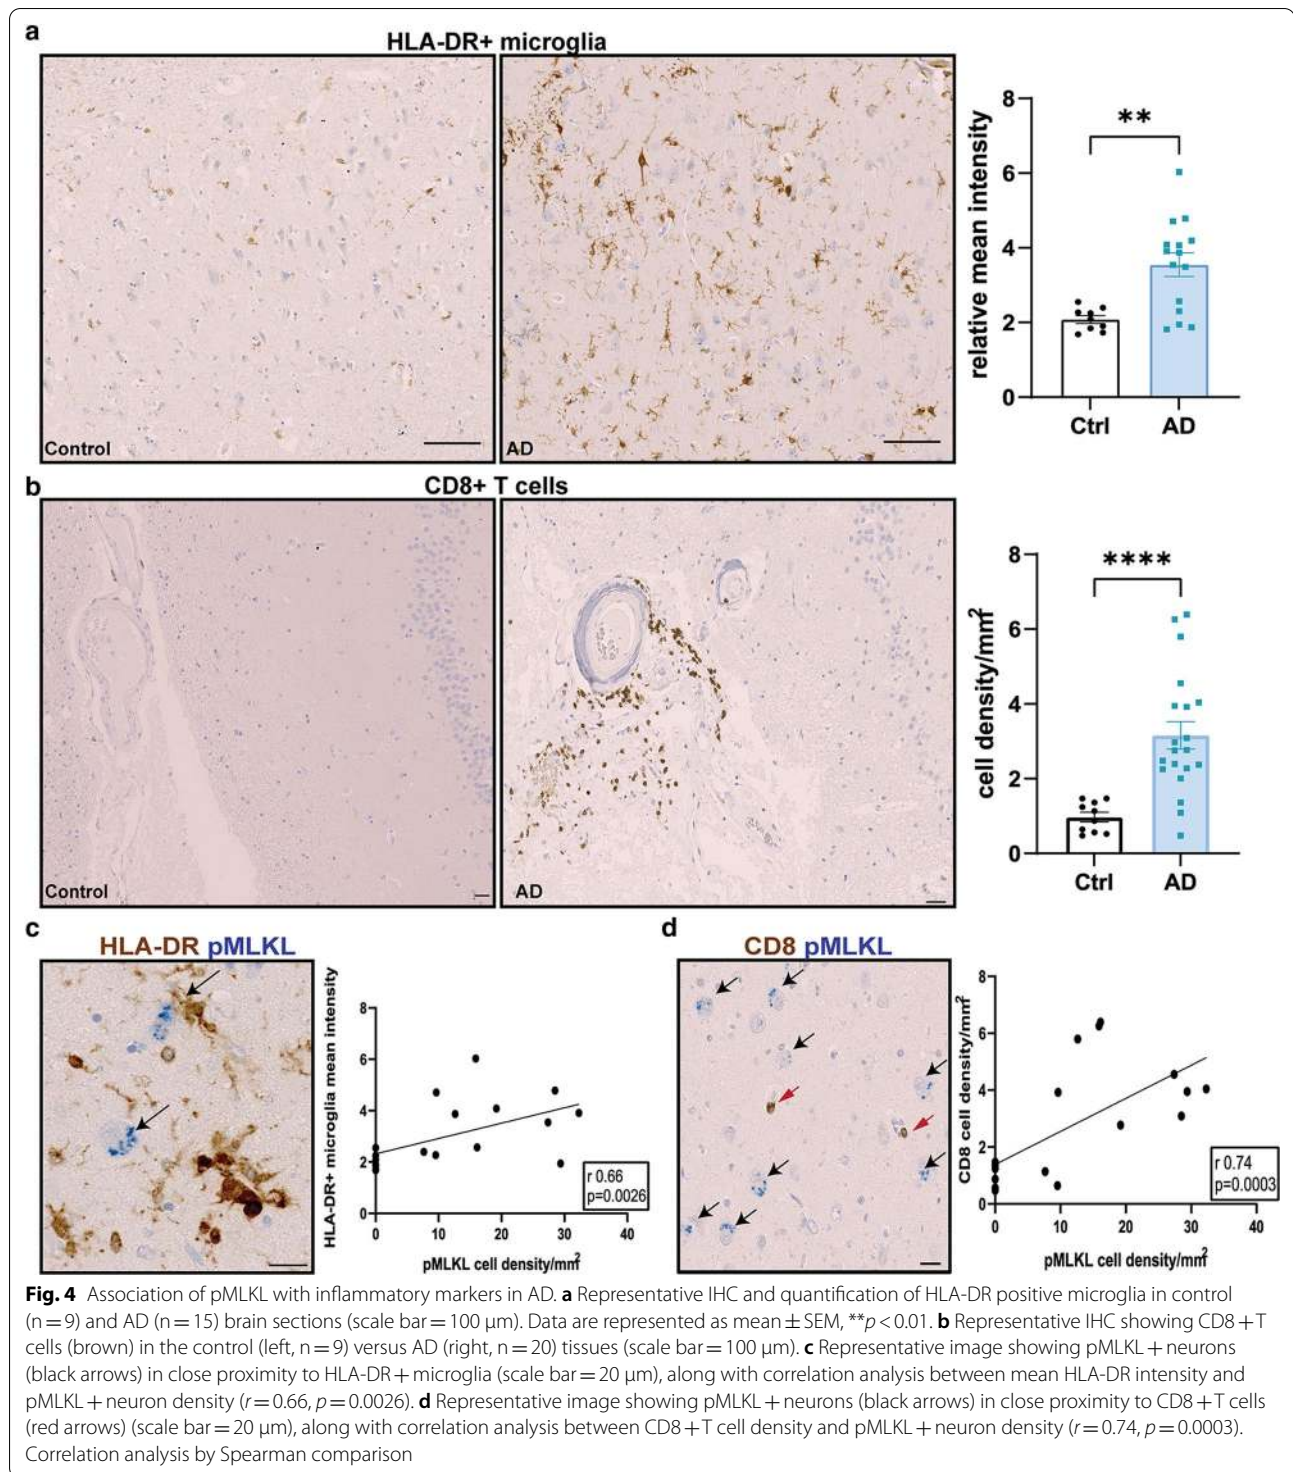 a
HLA-DR+ microglia
Control
AD
relative mean intensity
8
6
4
2
0
**
Ctrl
AD
b
CD8+ T cells
Control
AD
cell density/mm²
8
6
4
2
0
****
Ctrl
AD
c
HLA-DR pMLKL
HLA-DR+ microglia mean intensity
8
6
4
2
0
0 10 20 30 40
r 0.66
p=0.0026
pMLKL cell density/mm²
d
CD8 pMLKL
CD8 cell density/mm²
8
6
4
2
0
0 10 20 30 40
r 0.74
p=0.0003
pMLKL cell density/mm²
Fig. 4 Association of pMLKL with inflammatory markers in AD. a Representative IHC and quantification of HLA-DR positive microglia in control
(n = 9) and AD (n = 15) brain sections (scale bar = 100 μm). Data are represented as mean ± SEM, **p < 0.01. b Representative IHC showing CD8 + T
cells (brown) in the control (left, n = 9) versus AD (right, n = 20) tissues (scale bar = 100 μm). c Representative image showing pMLKL + neurons
(black arrows) in close proximity to HLA-DR + microglia (scale bar = 20 μm), along with correlation analysis between mean HLA-DR intensity and
pMLKL + neuron density (r = 0.66, p = 0.0026). d Representative image showing pMLKL + neurons (black arrows) in close proximity to CD8 + T cells
(red arrows) (scale bar = 20 μm), along with correlation analysis between CD8 + T cell density and pMLKL + neuron density (r = 0.74, p = 0.0003).
Correlation analysis by Spearman comparison